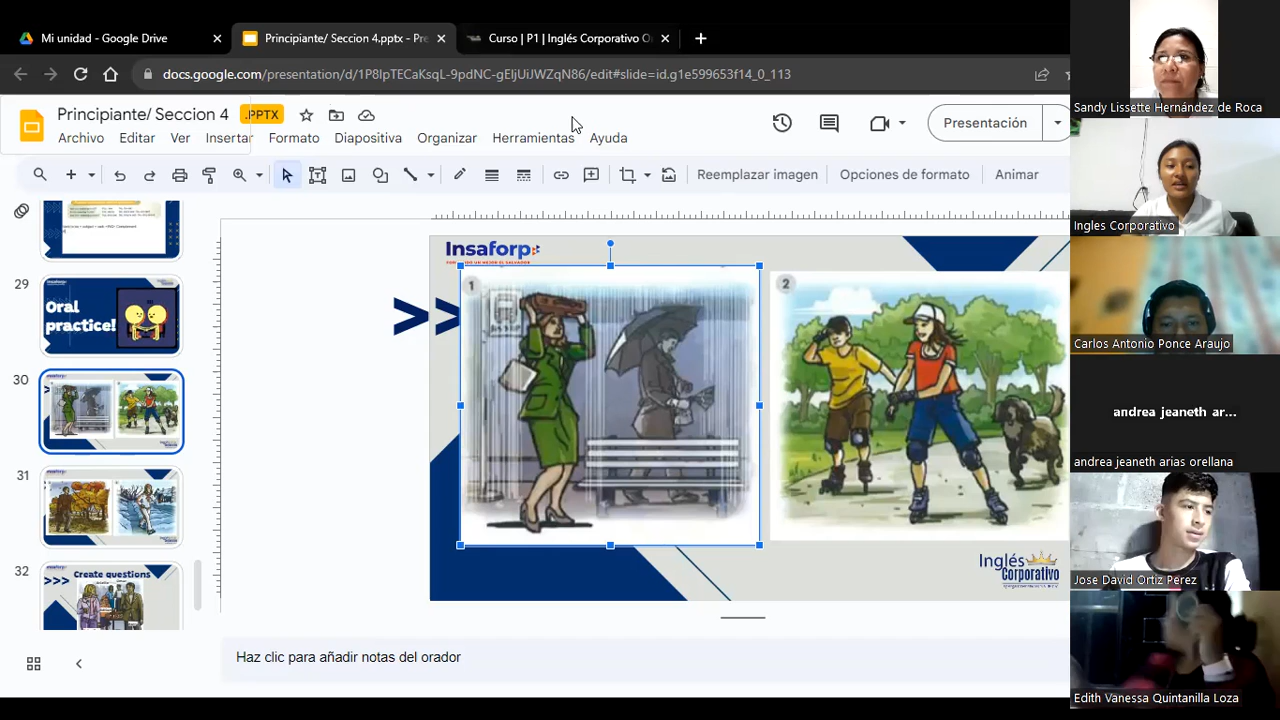 Mi unidad - Google Drive
Principiante/ Seccion 4.pptx - Pre
Curso | P1 | Inglés Corporativo O
docs.google.com/presentation/d/1P8IpTECaKsqL-9pdNC-gEljUiJWZqN86/edit#slide=id.g1e599653f14_0_113
Principiante/ Seccion 4
.PPTX
Presentación
Archivo Editar Ver Insertar Formato Diapositiva Organizar Herramientas Ayuda
Reemplazar imagen Opciones de formato Animar
29
Oral
practice!
30
31
32
Create questions
Insaforp
1
2
Inglés
Corporativo
Haz clic para añadir notas del orador
Sandy Lissette Hernández de Roca
Ingles Corporativo
Carlos Antonio Ponce Araujo
andrea jeaneth ar...
andrea jeaneth arias orellana
Jose David Ortiz Perez
Edith Vanessa Quintanilla Loza